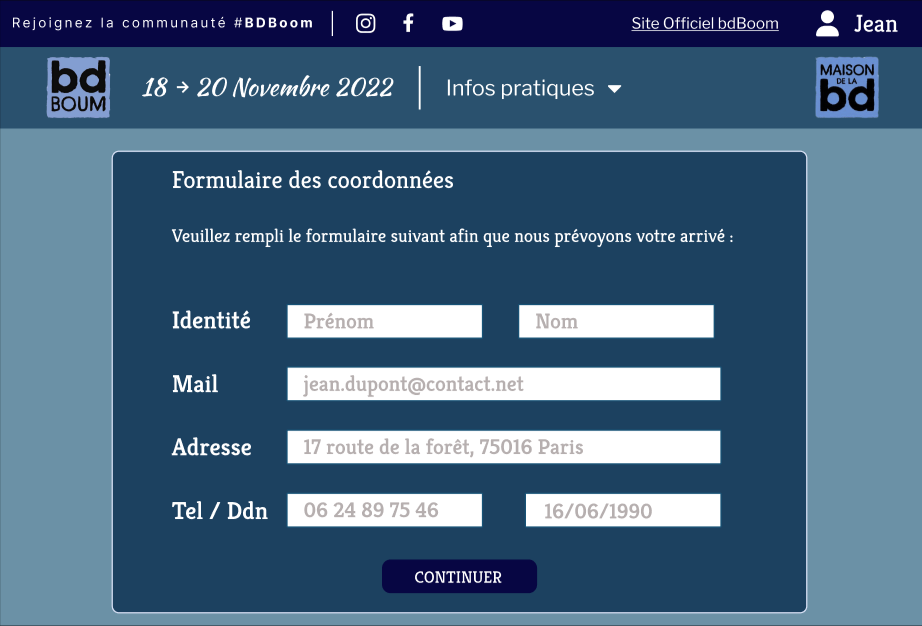 Rejoignez la communauté #BDBoom
Site Officiel bdBoom
Jean
bd
BOUM
18 → 20 Novembre 2022
Infos pratiques
MAISON
DE LA
bd
Formulaire des coordonnées
Veuillez rempli le formulaire suivant afin que nous prévoyons votre arrivé :
Identité Prénom Nom
Mail jean.dupont@contact.net
Adresse 17 route de la forêt, 75016 Paris
Tel / Ddn 06 24 89 75 46 16/06/1990
CONTINUER